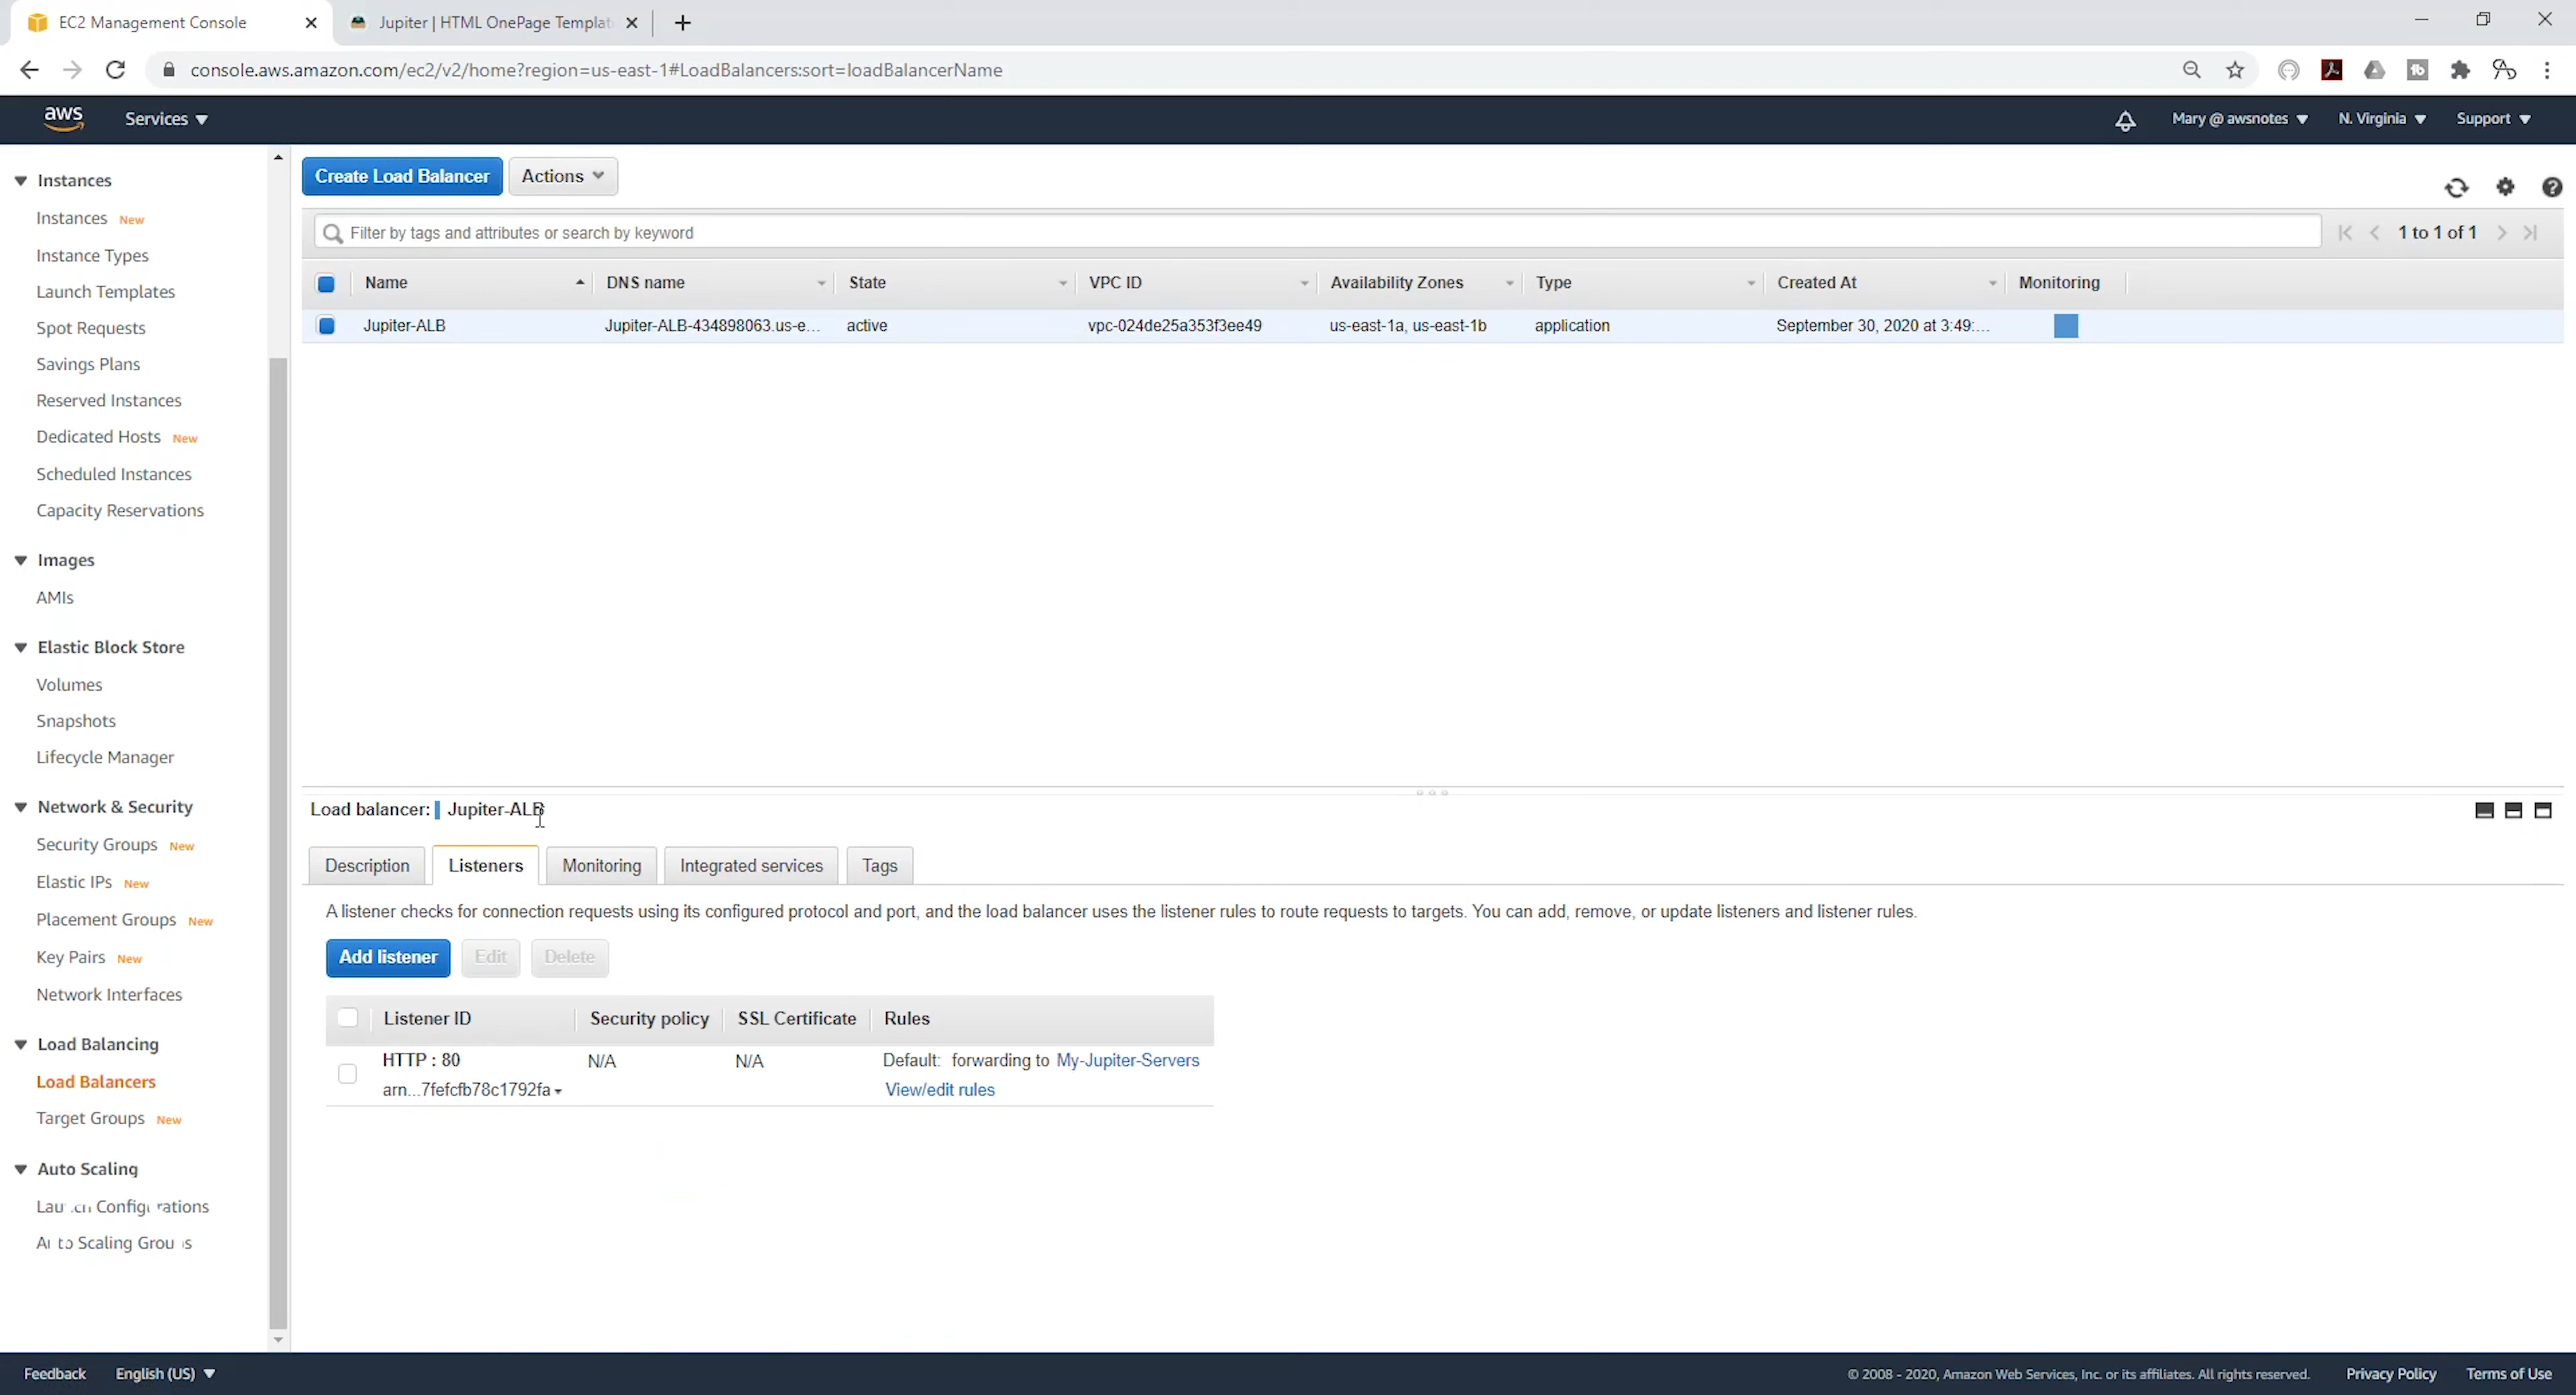 EC2 Management Console
Jupiter | HTML OnePage Templat
console.aws.amazon.com/ec2/v2/home?region=us-east-1#LoadBalancers:sort=loadBalancerName
aws
Services
Mary @ awsnotes
N. Virginia
Support
Instances
Instances New
Instance Types
Launch Templates
Spot Requests
Savings Plans
Reserved Instances
Dedicated Hosts New
Scheduled Instances
Capacity Reservations
Images
AMIs
Elastic Block Store
Volumes
Snapshots
Lifecycle Manager
Network & Security
Security Groups New
Elastic IPs New
Placement Groups New
Key Pairs New
Network Interfaces
Load Balancing
Load Balancers
Target Groups New
Auto Scaling
Launch Configurations
Auto Scaling Groups
Create Load Balancer Actions
Filter by tags and attributes or search by keyword
1 to 1 of 1
Name DNS name State VPC ID Availability Zones Type Created At Monitoring
Jupiter-ALB Jupiter-ALB-434898063.us-e... active vpc-024de25a353f3ee49 us-east-1a, us-east-1b application September 30, 2020 at 3:49:...
Load balancer: Jupiter-ALB
Description Listeners Monitoring Integrated services Tags
A listener checks for connection requests using its configured protocol and port, and the load balancer uses the listener rules to route requests to targets. You can add, remove, or update listeners and listener rules.
Add listener Edit Delete
Listener ID Security policy SSL Certificate Rules
HTTP : 80 N/A N/A Default: forwarding to My-Jupiter-Servers
arn...7fefcfb78c1792fa View/edit rules
Feedback English (US) © 2008 - 2020, Amazon Web Services, Inc. or its affiliates. All rights reserved. Privacy Policy Terms of Use